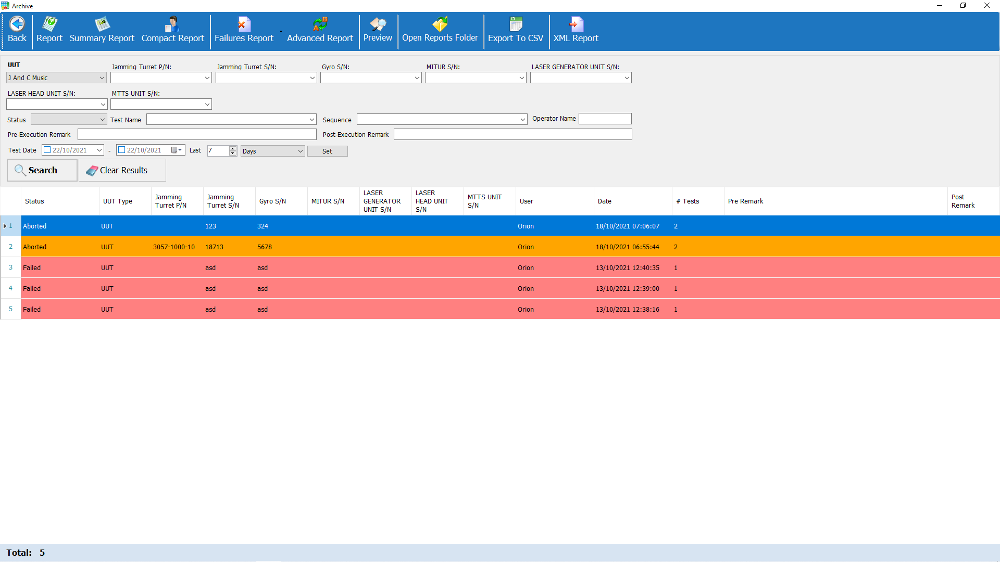 Archive
Back Report Summary Report Compact Report Failures Report Advanced Report Preview Open Reports Folder Export To CSV XML Report
UUT Jamming Turret P/N: Jamming Turret S/N: Gyro S/N: MITUR S/N: LASER GENERATOR UNIT S/N:
J And C Music
LASER HEAD UNIT S/N: MTTS UNIT S/N:
Status Test Name Sequence Operator Name
Pre-Execution Remark Post-Execution Remark
Test Date 22/10/2021 - 22/10/2021 Last 7 Days Set
Search Clear Results
Status UUT Type Jamming Turret P/N Jamming Turret S/N Gyro S/N MITUR S/N LASER GENERATOR UNIT S/N LASER HEAD UNIT S/N MTTS UNIT S/N User Date # Tests Pre Remark Post Remark
1 Aborted UUT 123 324 Orion 18/10/2021 07:06:07 2
2 Aborted UUT 3057-1000-10 18713 5678 Orion 18/10/2021 06:55:44 2
3 Failed UUT asd asd Orion 13/10/2021 12:40:35 1
4 Failed UUT asd asd Orion 13/10/2021 12:39:00 1
5 Failed UUT asd asd Orion 13/10/2021 12:38:16 1
Total: 5